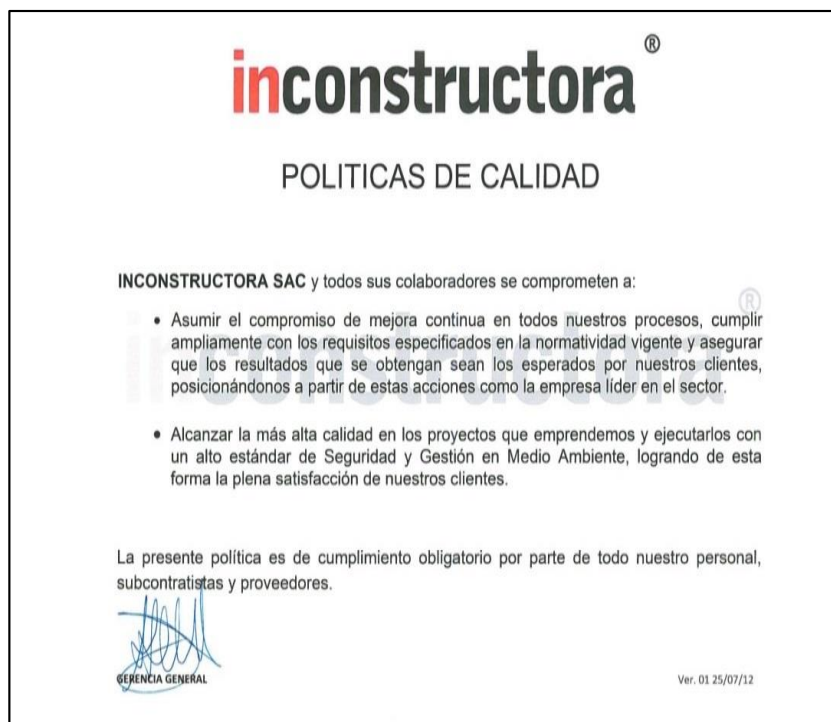 inconstructora ®
POLITICAS DE CALIDAD
INCONSTRUCTORA SAC y todos sus colaboradores se comprometen a:
inconstructora ®
• Asumir el compromiso de mejora continua en todos nuestros procesos, cumplir
ampliamente con los requisitos especificados en la normatividad vigente y asegurar
que los resultados que se obtengan sean los esperados por nuestros clientes,
posicionándonos a partir de estas acciones como la empresa líder en el sector.
• Alcanzar la más alta calidad en los proyectos que emprendemos y ejecutarlos con
un alto estándar de Seguridad y Gestión en Medio Ambiente, logrando de esta
forma la plena satisfacción de nuestros clientes.
La presente política es de cumplimiento obligatorio por parte de todo nuestro personal,
subcontratistas y proveedores.
GERENCIA GENERAL
Ver. 01 25/07/12